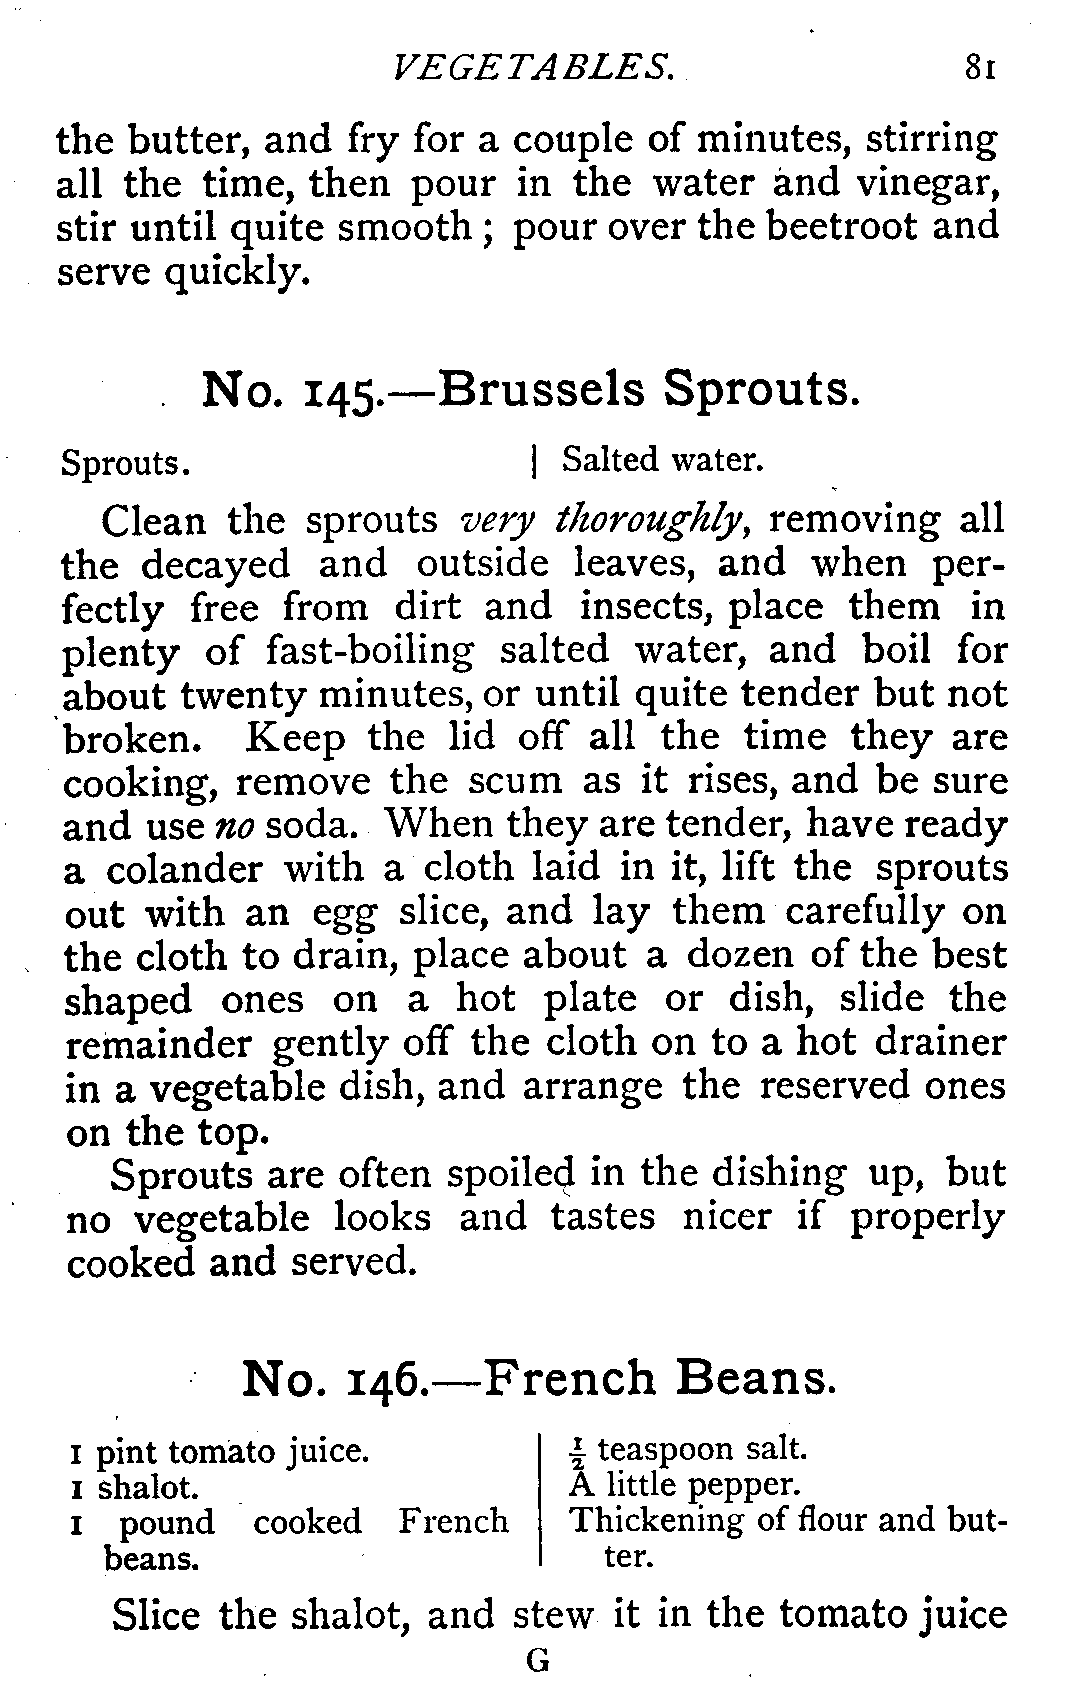 VEGETABLES. 81
the butter, and fry for a couple of minutes, stirring
all the time, then pour in the water and vinegar,
stir until quite smooth ; pour over the beetroot and
serve quickly.
No. 145.—Brussels Sprouts.
Sprouts. | Salted water.
Clean the sprouts very thoroughly, removing all
the decayed and outside leaves, and when per-
fectly free from dirt and insects, place them in
plenty of fast-boiling salted water, and boil for
about twenty minutes, or until quite tender but not
broken. Keep the lid off all the time they are
cooking, remove the scum as it rises, and be sure
and use no soda. When they are tender, have ready
a colander with a cloth laid in it, lift the sprouts
out with an egg slice, and lay them carefully on
the cloth to drain, place about a dozen of the best
shaped ones on a hot plate or dish, slide the
remainder gently off the cloth on to a hot drainer
in a vegetable dish, and arrange the reserved ones
on the top.
Sprouts are often spoiled in the dishing up, but
no vegetable looks and tastes nicer if properly
cooked and served.
No. 146.—French Beans.
1 pint tomato juice.
1 shalot.
1 pound cooked French
beans.
½ teaspoon salt.
A little pepper.
Thickening of flour and but-
ter.
Slice the shalot, and stew it in the tomato juice
G